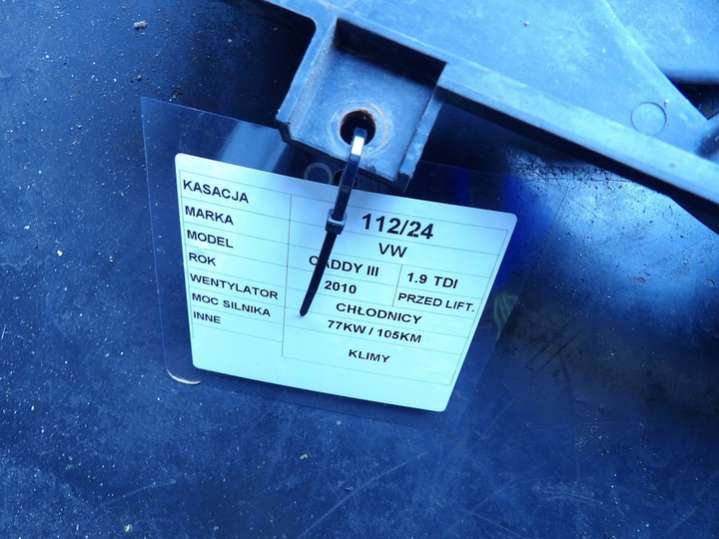 KASACJA 112/24
MARKA VW
MODEL CADDY III 1.9 TDI
ROK 2010 PRZED LIFT.
WENTYLATOR CHŁODNICY
MOC SILNIKA 77KW / 105KM
INNE KLIMY